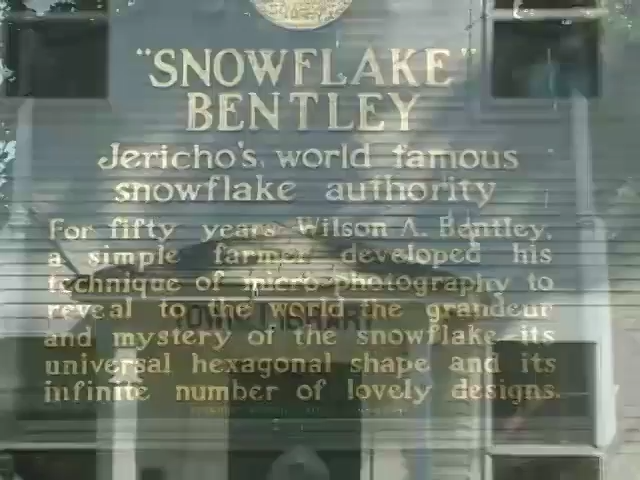 "SNOWFLAKE"
BENTLEY
Jericho's world famous
snowflake authority
For fifty years Wilson A. Bentley,
a simple farmer developed his
technique of micro-photography to
reveal to the world the grandeur
TOWN LIBRARY
and mystery of the snowflake-its
universal hexagonal shape and its
infinite number of lovely designs.